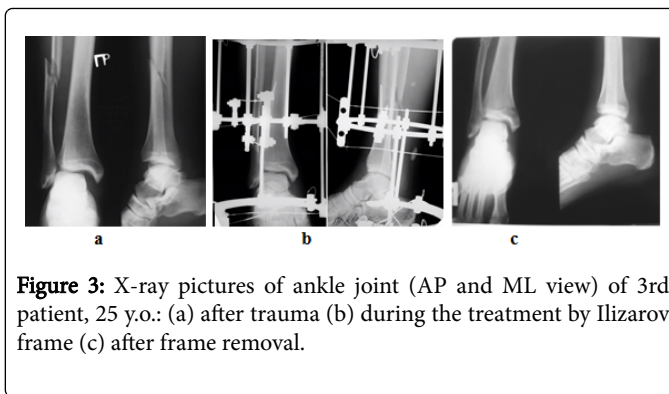 ГР
a b c
Figure 3: X-ray pictures of ankle joint (AP and ML view) of 3rd
patient, 25 y.o.: (a) after trauma (b) during the treatment by Ilizarov
frame (c) after frame removal.